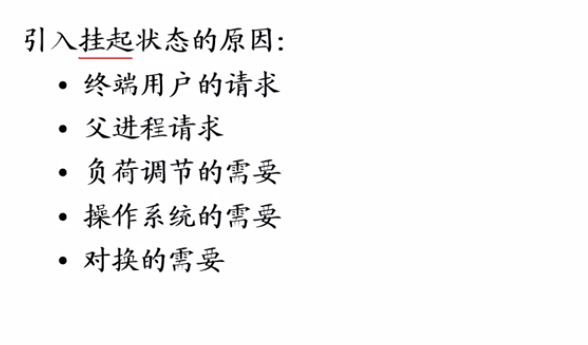 引入挂起状态的原因:
• 终端用户的请求
• 父进程请求
• 负荷调节的需要
• 操作系统的需要
• 对换的需要